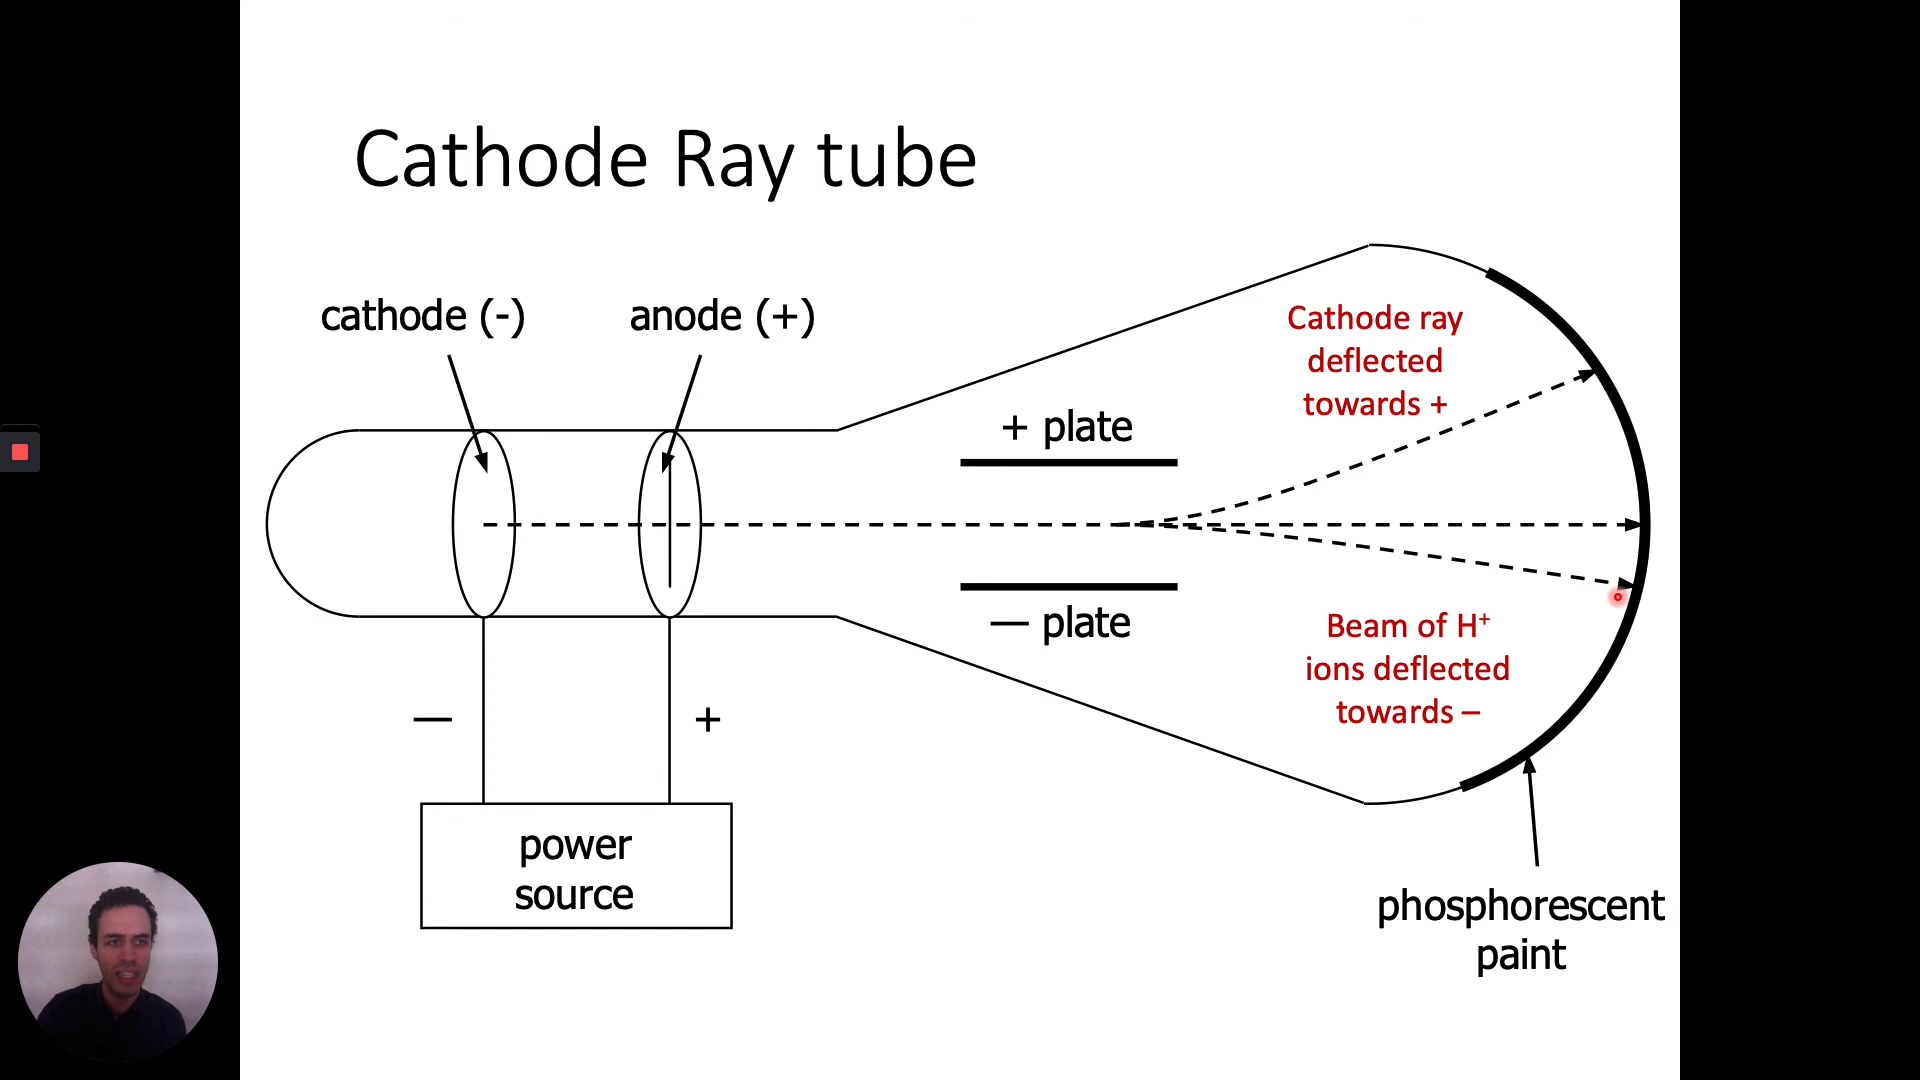 Cathode Ray tube
cathode (-)
anode (+)
Cathode ray
deflected
towards +
+ plate
— plate
Beam of H⁺
ions deflected
towards –
— +
power
source
phosphorescent
paint